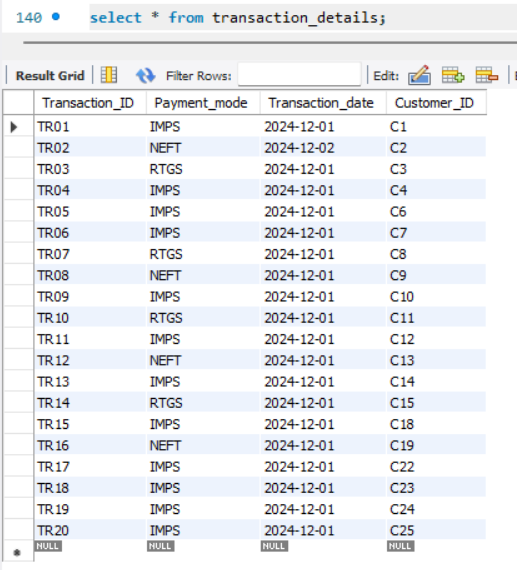 140 select * from transaction_details;
Result Grid Filter Rows: Edit:
Transaction_ID Payment_mode Transaction_date Customer_ID
TR01 IMPS 2024-12-01 C1
TR02 NEFT 2024-12-02 C2
TR03 RTGS 2024-12-01 C3
TR04 IMPS 2024-12-01 C4
TR05 IMPS 2024-12-01 C6
TR06 IMPS 2024-12-01 C7
TR07 RTGS 2024-12-01 C8
TR08 NEFT 2024-12-01 C9
TR09 IMPS 2024-12-01 C10
TR10 RTGS 2024-12-01 C11
TR11 IMPS 2024-12-01 C12
TR12 NEFT 2024-12-01 C13
TR13 IMPS 2024-12-01 C14
TR14 RTGS 2024-12-01 C15
TR15 IMPS 2024-12-01 C18
TR16 NEFT 2024-12-01 C19
TR17 IMPS 2024-12-01 C22
TR18 IMPS 2024-12-01 C23
TR19 IMPS 2024-12-01 C24
TR20 IMPS 2024-12-01 C25
NULL NULL NULL NULL